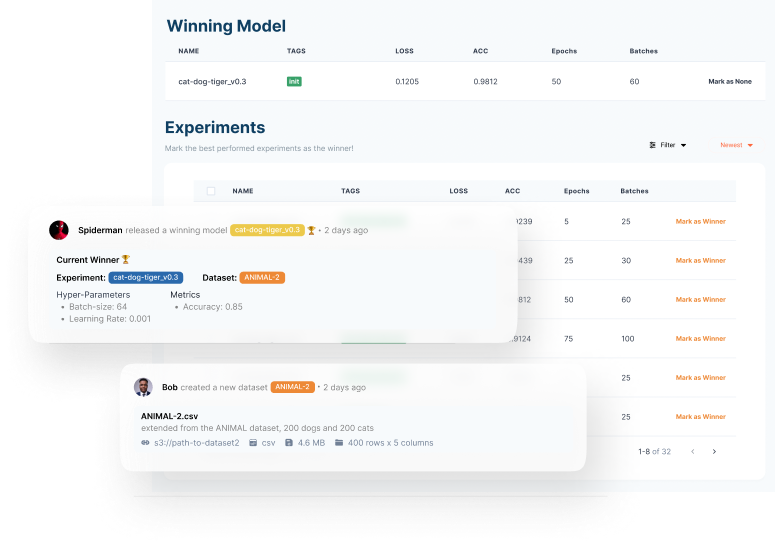 Winning Model
NAME TAGS LOSS ACC Epochs Batches
cat-dog-tiger_v0.3 init 0.1205 0.9812 50 60 Mark as None
Experiments
Mark the best performed experiments as the winner!
Filter Newest
NAME TAGS LOSS ACC Epochs Batches
9239 5 25 Mark as Winner
Spiderman released a winning model cat-dog-tiger_v0.3 🏆 • 2 days ago
Current Winner 🏆
439 25 30 Mark as Winner
Experiment: cat-dog-tiger_v0.3 Dataset: ANIMAL-2
Hyper-Parameters Metrics
• Batch-size: 64 • Accuracy: 0.85
• Learning Rate: 0.001
812 50 60 Mark as Winner
.9124 75 100 Mark as Winner
25 Mark as Winner
Bob created a new dataset ANIMAL-2 • 2 days ago
ANIMAL-2.csv
extended from the ANIMAL dataset, 200 dogs and 200 cats
s3://path-to-dataset2 csv 4.6 MB 400 rows x 5 columns
25 Mark as Winner
1-8 of 32 < >